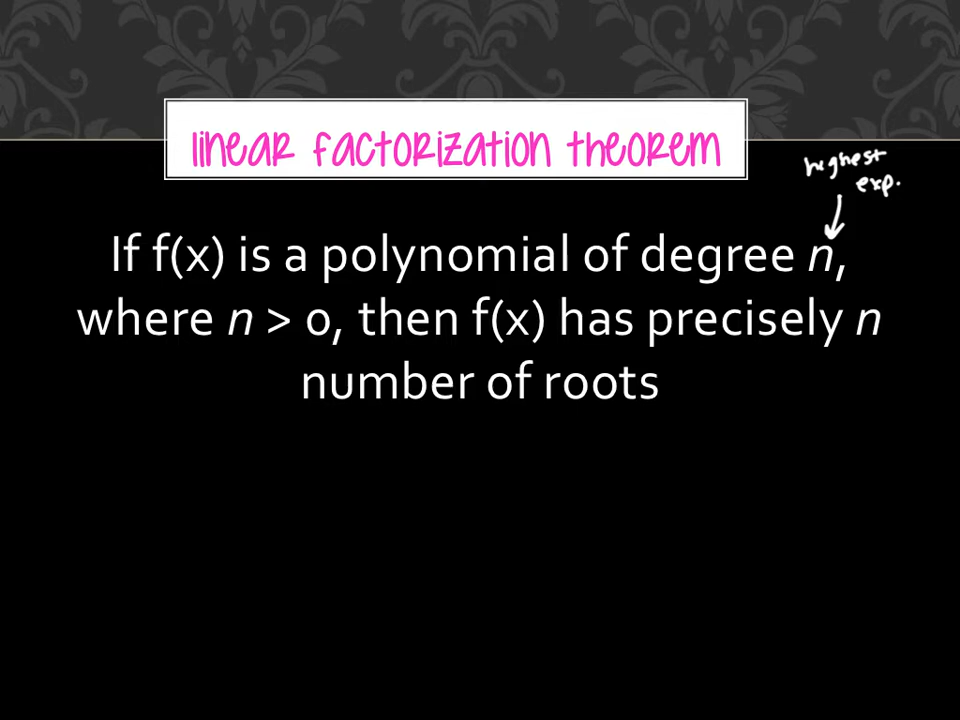 linear factorization theorem
highest
exp.
If f(x) is a polynomial of degree n,
where n > 0, then f(x) has precisely n
number of roots